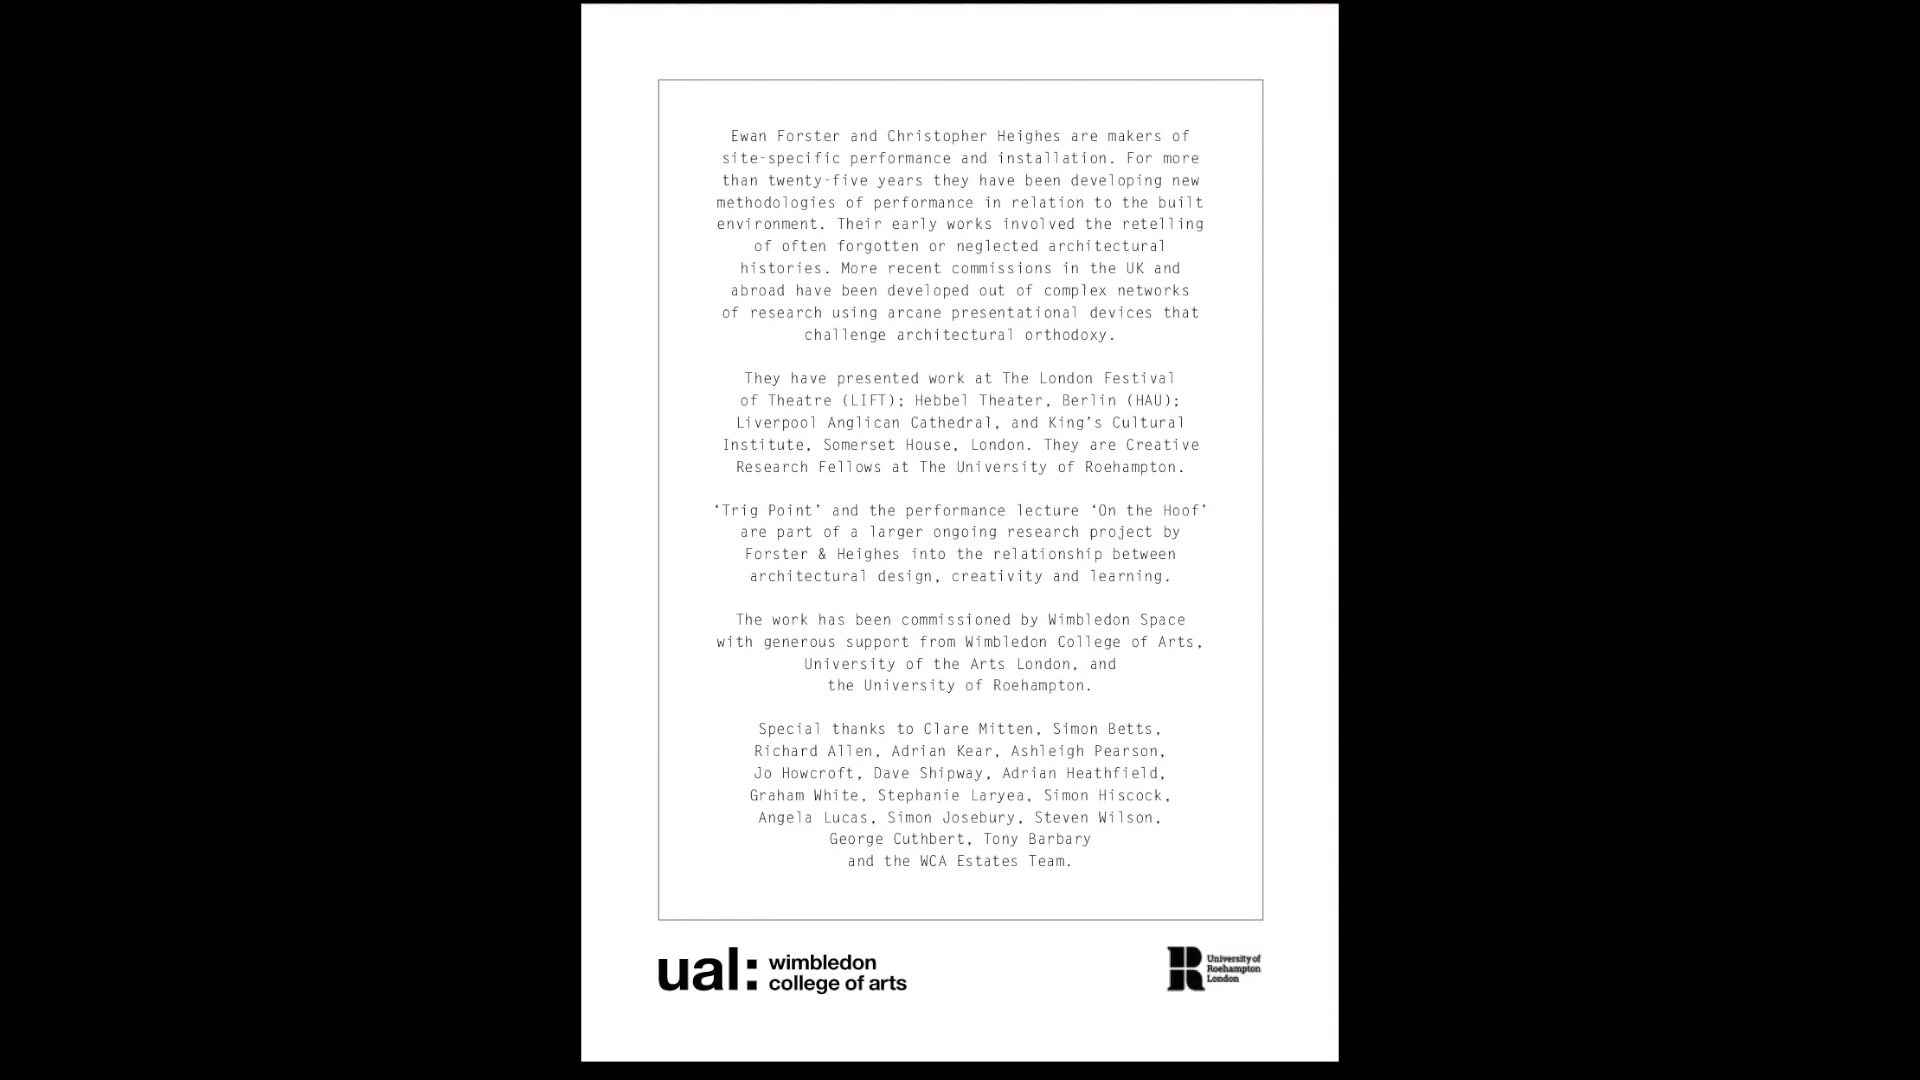 Ewan Forster and Christopher Heighes are makers of
site-specific performance and installation. For more
than twenty-five years they have been developing new
methodologies of performance in relation to the built
environment. Their early works involved the retelling
of often forgotten or neglected architectural
histories. More recent commissions in the UK and
abroad have been developed out of complex networks
of research using arcane presentational devices that
challenge architectural orthodoxy.
They have presented work at The London Festival
of Theatre (LIFT); Hebbel Theater, Berlin (HAU);
Liverpool Anglican Cathedral, and King’s Cultural
Institute, Somerset House, London. They are Creative
Research Fellows at The University of Roehampton.
‘Trig Point’ and the performance lecture ‘On the Hoof’
are part of a larger ongoing research project by
Forster & Heighes into the relationship between
architectural design, creativity and learning.
The work has been commissioned by Wimbledon Space
with generous support from Wimbledon College of Arts,
University of the Arts London, and
the University of Roehampton.
Special thanks to Clare Mitten, Simon Betts,
Richard Allen, Adrian Kear, Ashleigh Pearson,
Jo Howcroft, Dave Shipway, Adrian Heathfield,
Graham White, Stephanie Laryea, Simon Hiscock,
Angela Lucas, Simon Josebury, Steven Wilson,
George Cuthbert, Tony Barbary
and the WCA Estates Team.
ual: wimbledon
college of arts
R University of
Roehampton
London